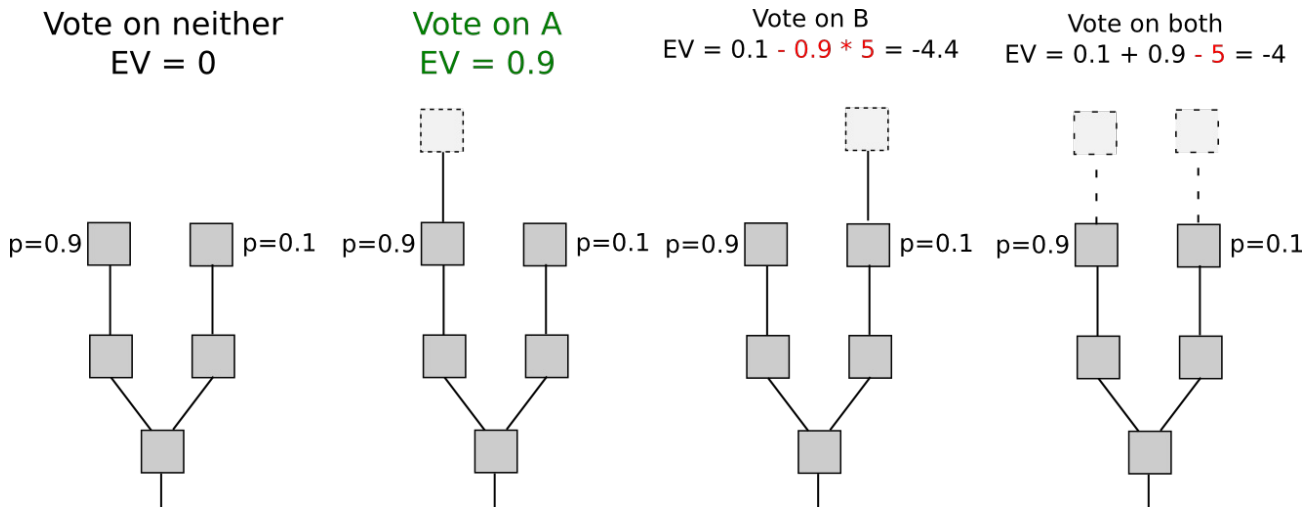 Vote on neither
EV = 0
Vote on A
EV = 0.9
Vote on B
EV = 0.1 - 0.9 * 5 = -4.4
Vote on both
EV = 0.1 + 0.9 - 5 = -4
p=0.9
p=0.1
p=0.9
p=0.1
p=0.9
p=0.1
p=0.9
p=0.1